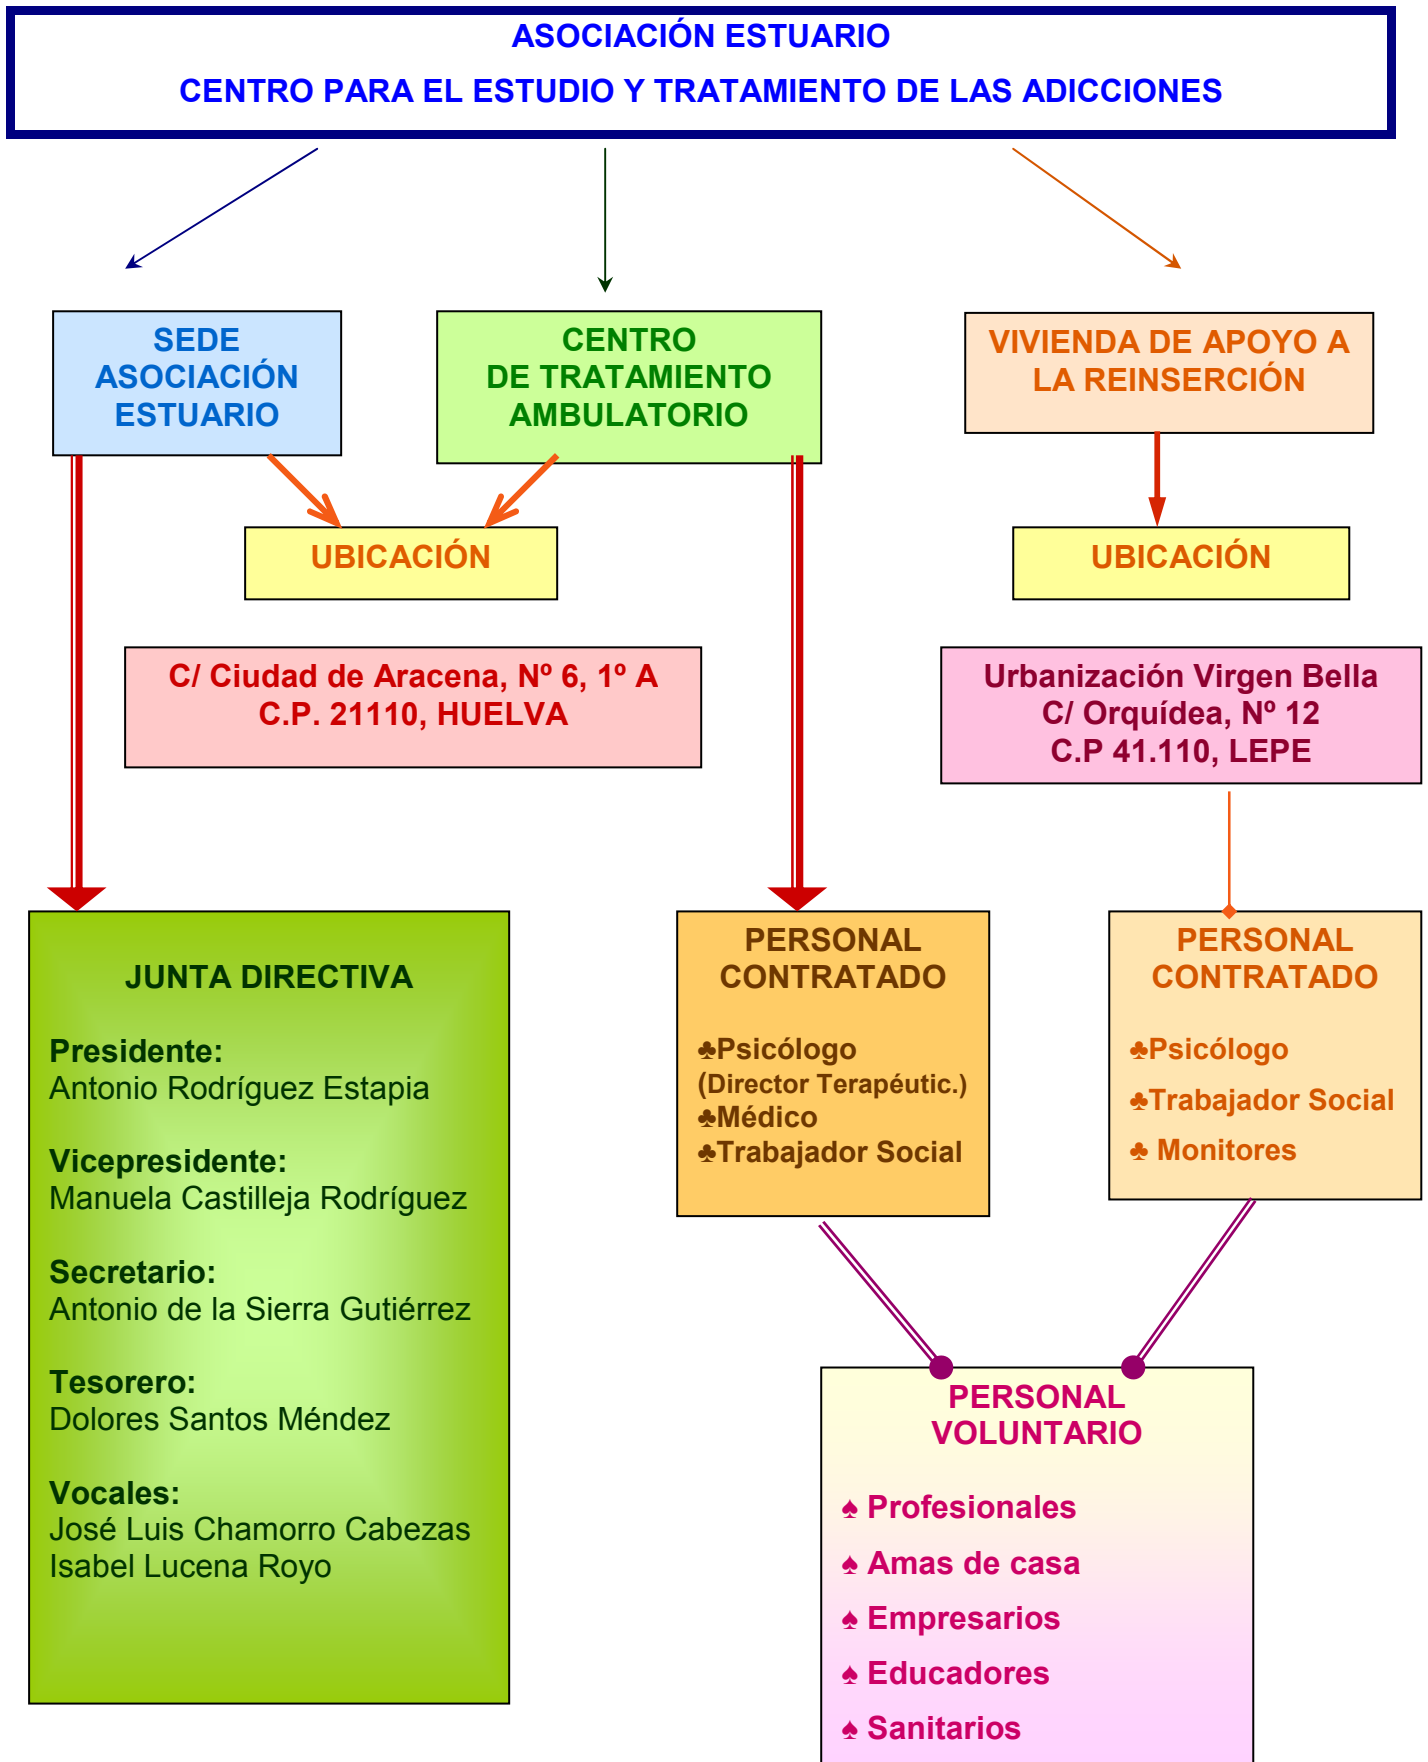 ASOCIACIÓN ESTUARIO
CENTRO PARA EL ESTUDIO Y TRATAMIENTO DE LAS ADICCIONES
SEDE
ASOCIACIÓN
ESTUARIO
CENTRO
DE TRATAMIENTO
AMBULATORIO
VIVIENDA DE APOYO A
LA REINSERCIÓN
UBICACIÓN
UBICACIÓN
C/ Ciudad de Aracena, Nº 6, 1º A
C.P. 21110, HUELVA
Urbanización Virgen Bella
C/ Orquídea, Nº 12
C.P 41.110, LEPE
JUNTA DIRECTIVA
Presidente:
Antonio Rodríguez Estapia
Vicepresidente:
Manuela Castilleja Rodríguez
Secretario:
Antonio de la Sierra Gutiérrez
Tesorero:
Dolores Santos Méndez
Vocales:
José Luis Chamorro Cabezas
Isabel Lucena Royo
PERSONAL
CONTRATADO
♣Psicólogo
(Director Terapéutic.)
♣Médico
♣Trabajador Social
PERSONAL
CONTRATADO
♣Psicólogo
♣Trabajador Social
♣ Monitores
PERSONAL
VOLUNTARIO
♠ Profesionales
♠ Amas de casa
♠ Empresarios
♠ Educadores
♠ Sanitarios